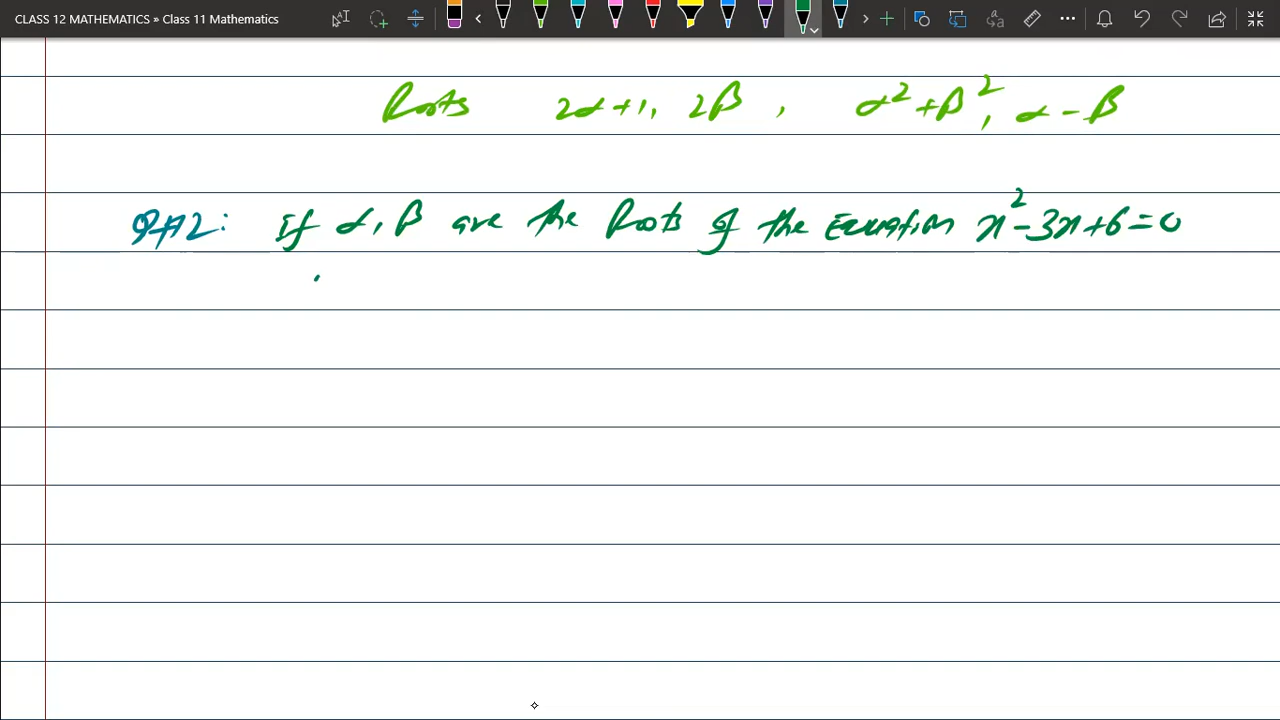 CLASS 12 MATHEMATICS » Class 11 Mathematics
Roots 2α+1, 2β , α²+β², α-β
Q#2: If α, β are the Roots of the Equation x²-3x+6=0